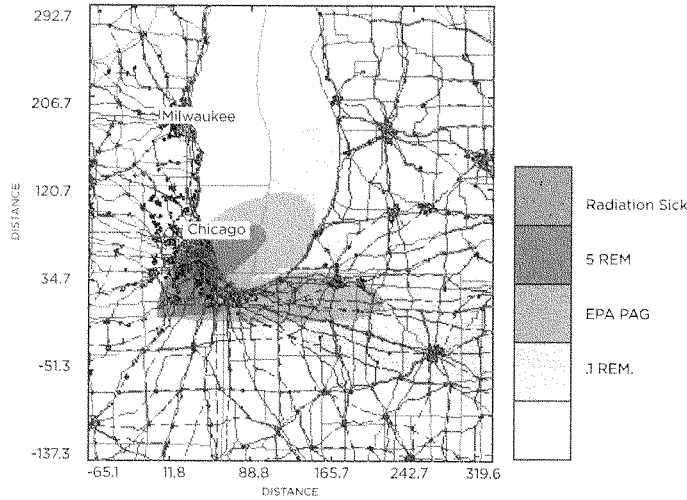 292.7
206.7
120.7
34.7
-51.3
-137.3
DISTANCE
Milwaukee
Chicago
-65.1 11.8 88.8 165.7 242.7 319.6
DISTANCE
Radiation Sick
5 REM
EPA PAG
.1 REM.